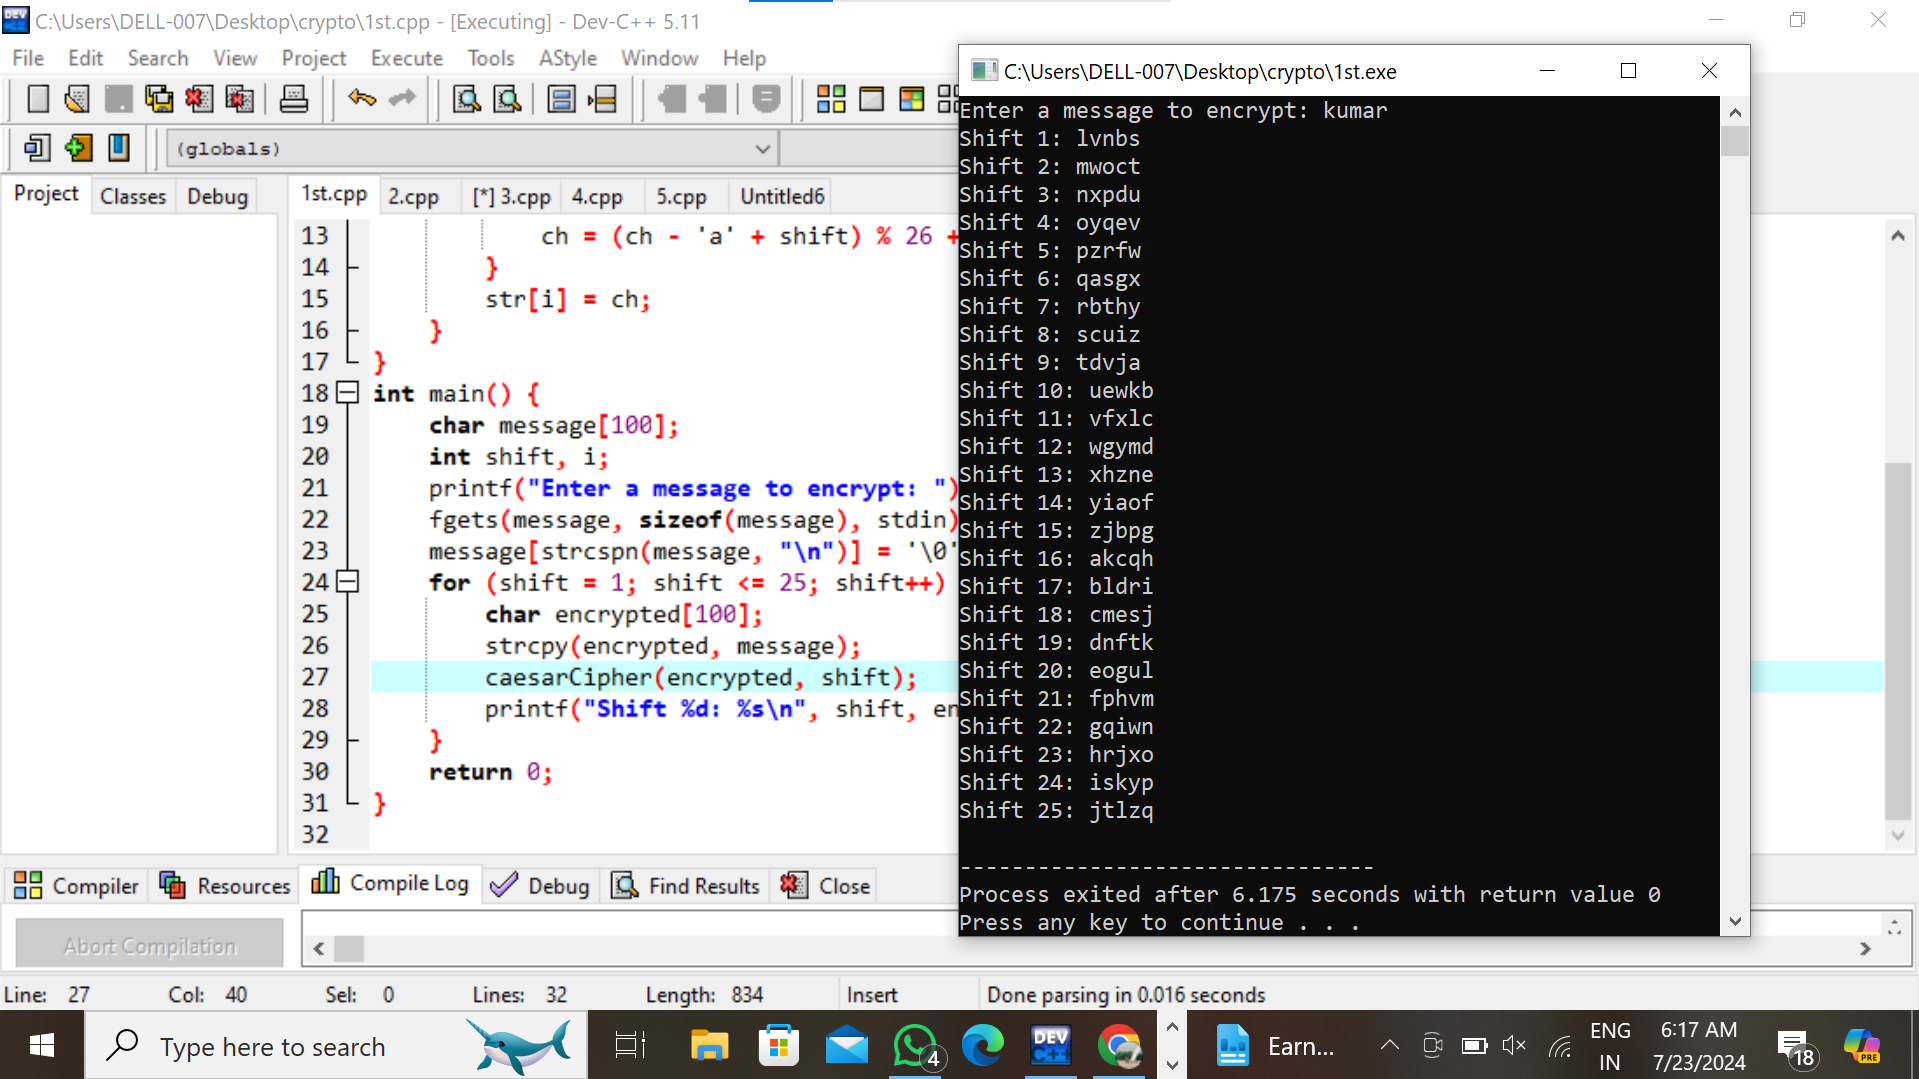 C:\Users\DELL-007\Desktop\crypto\1st.cpp - [Executing] - Dev-C++ 5.11
File Edit Search View Project Execute Tools AStyle Window Help
(globals)
Project Classes Debug
1st.cpp 2.cpp [*] 3.cpp 4.cpp 5.cpp Untitled6
13 ch = (ch - 'a' + shift) % 26 +
14 }
15 str[i] = ch;
16 }
17 }
18 int main() {
19 char message[100];
20 int shift, i;
21 printf("Enter a message to encrypt: ")
22 fgets(message, sizeof(message), stdin)
23 message[strcspn(message, "\n")] = '\0'
24 for (shift = 1; shift <= 25; shift++)
25 char encrypted[100];
26 strcpy(encrypted, message);
27 caesarCipher(encrypted, shift);
28 printf("Shift %d: %s\n", shift, en
29 }
30 return 0;
31 }
32
C:\Users\DELL-007\Desktop\crypto\1st.exe
Enter a message to encrypt: kumar
Shift 1: lvnbs
Shift 2: mwoct
Shift 3: nxpdu
Shift 4: oyqev
Shift 5: pzrfw
Shift 6: qasgx
Shift 7: rbthy
Shift 8: scuiz
Shift 9: tdvja
Shift 10: uewkb
Shift 11: vfxlc
Shift 12: wgymd
Shift 13: xhzne
Shift 14: yiaof
Shift 15: zjbpg
Shift 16: akcqh
Shift 17: bldri
Shift 18: cmesj
Shift 19: dnftk
Shift 20: eogul
Shift 21: fphvm
Shift 22: gqiwn
Shift 23: hrjxo
Shift 24: iskyp
Shift 25: jtlzq
--------------------------------
Process exited after 6.175 seconds with return value 0
Press any key to continue . . .
Compiler Resources Compile Log Debug Find Results Close
Abort Compilation
Line: 27 Col: 40 Sel: 0 Lines: 32 Length: 834 Insert Done parsing in 0.016 seconds
Type here to search
4
DEV C++
Earn...
ENG
IN
6:17 AM
7/23/2024
18
PRE